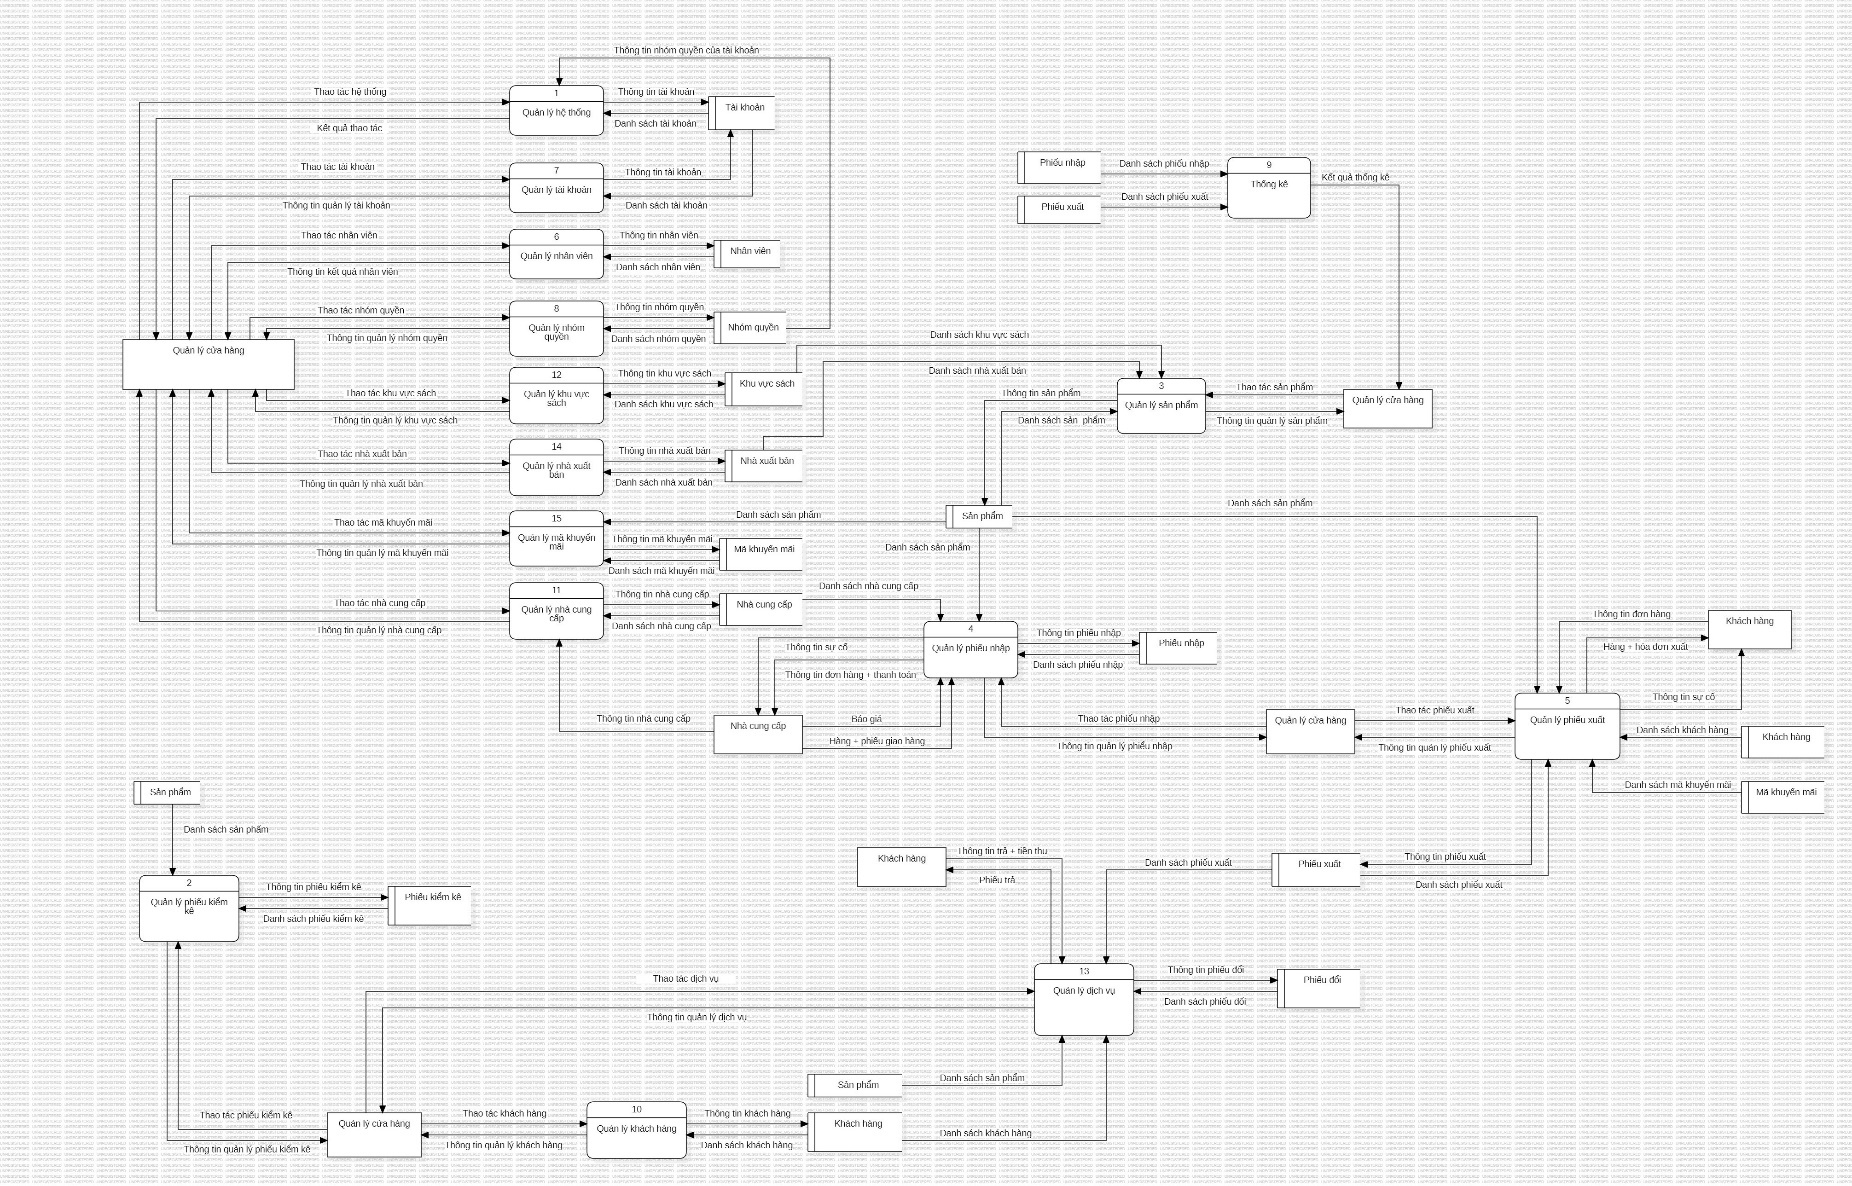 Thông tin nhóm quyền của tài khoản
Thao tác hệ thống
Kết quả thao tác
1
Quản lý hệ thống
Thông tin tài khoản
Danh sách tài khoản
Tài khoản
Thao tác tài khoản
Thông tin quản lý tài khoản
7
Quản lý tài khoản
Thông tin tài khoản
Danh sách tài khoản
Phiếu nhập
Danh sách phiếu nhập
9
Thống kê
Kết quả thống kê
Phiếu xuất
Danh sách phiếu xuất
Thao tác nhân viên
Thông tin kết quả nhân viên
6
Quản lý nhân viên
Thông tin nhân viên
Danh sách nhân viên
Nhân viên
Thao tác nhóm quyền
Thông tin quản lý nhóm quyền
8
Quản lý nhóm
quyền
Thông tin nhóm quyền
Danh sách nhóm quyền
Nhóm quyền
Quản lý cửa hàng
Danh sách khu vực sách
Danh sách nhà xuất bản
Thao tác khu vực sách
Thông tin quản lý khu vực sách
12
Quản lý khu vực
sách
Thông tin khu vực sách
Danh sách khu vực sách
Khu vực sách
Thông tin sản phẩm
Danh sách sản phẩm
3
Quản lý sản phẩm
Thao tác sản phẩm
Thông tin quản lý sản phẩm
Quản lý cửa hàng
Thao tác nhà xuất bản
Thông tin quản lý nhà xuất bản
14
Quản lý nhà xuất
bản
Thông tin nhà xuất bản
Danh sách nhà xuất bản
Nhà xuất bản
Thao tác mã khuyến mãi
Thông tin quản lý mã khuyến mãi
15
Quản lý mã khuyến
mãi
Danh sách sản phẩm
Sản phẩm
Danh sách sản phẩm
Thông tin mã khuyến mãi
Danh sách mã khuyến mãi
Mã khuyến mãi
Danh sách sản phẩm
Thao tác nhà cung cấp
Thông tin quản lý nhà cung cấp
11
Quản lý nhà cung
cấp
Thông tin nhà cung cấp
Danh sách nhà cung cấp
Nhà cung cấp
Danh sách nhà cung cấp
4
Quản lý phiếu nhập
Thông tin phiếu nhập
Danh sách phiếu nhập
Phiếu nhập
Thông tin sự cố
Thông tin đơn hàng + thanh toán
Thông tin nhà cung cấp
Nhà cung cấp
Báo giá
Hàng + phiếu giao hàng
Thao tác phiếu nhập
Thông tin quản lý phiếu nhập
Quản lý cửa hàng
Thao tác phiếu xuất
Thông tin quản lý phiếu xuất
5
Quản lý phiếu xuất
Thông tin đơn hàng
Hàng + hóa đơn xuất
Khách hàng
Thông tin sự cố
Danh sách khách hàng
Khách hàng
Danh sách mã khuyến mãi
Mã khuyến mãi
Sản phẩm
Danh sách sản phẩm
2
Quản lý phiếu kiểm
kê
Thông tin phiếu kiểm kê
Danh sách phiếu kiểm kê
Phiếu kiểm kê
Khách hàng
Thông tin trả + tiền thu
Phiếu trả
Danh sách phiếu xuất
Phiếu xuất
Thông tin phiếu xuất
Danh sách phiếu xuất
Thao tác dịch vụ
Thông tin quản lý dịch vụ
13
Quản lý dịch vụ
Thông tin phiếu đổi
Danh sách phiếu đổi
Phiếu đổi
Sản phẩm
Danh sách sản phẩm
Thao tác phiếu kiểm kê
Thông tin quản lý phiếu kiểm kê
Quản lý cửa hàng
Thao tác khách hàng
Thông tin quản lý khách hàng
10
Quản lý khách hàng
Thông tin khách hàng
Danh sách khách hàng
Khách hàng
Danh sách khách hàng